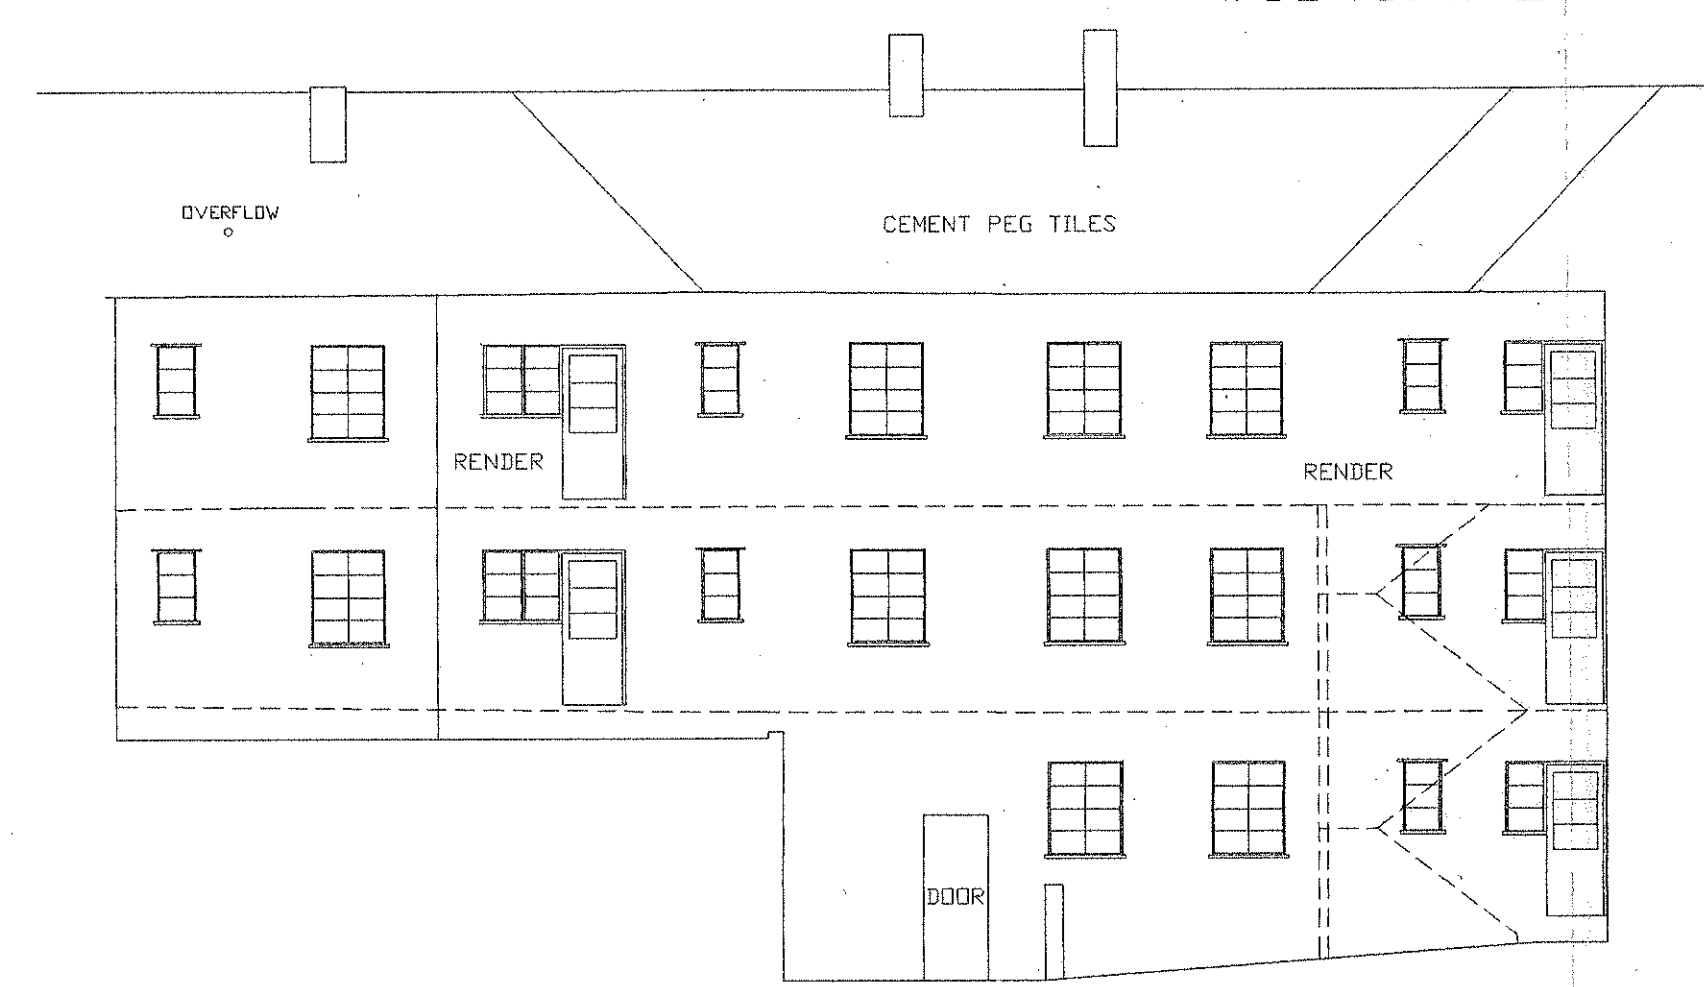 OVERFLOW
CEMENT PEG TILES
RENDER
RENDER
DOOR